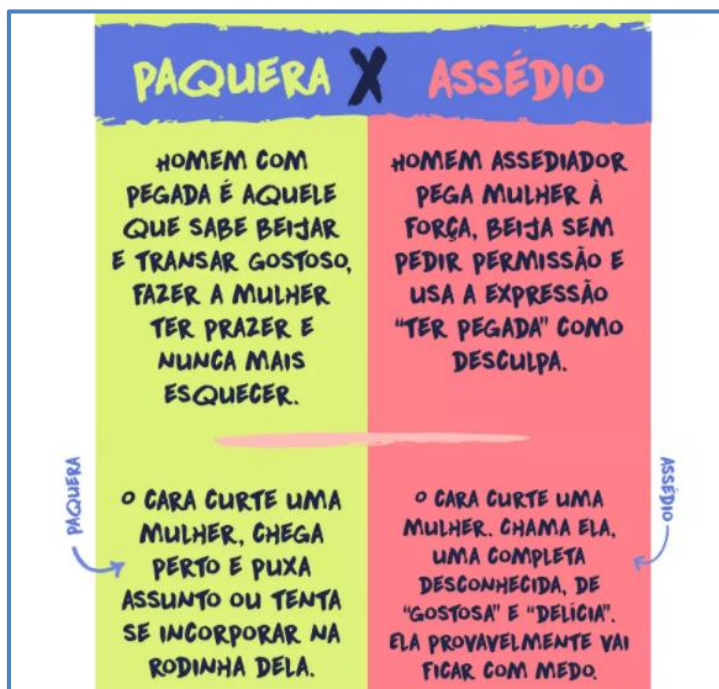 PAQUERA X ASSÉDIO
HOMEM COM
PEGADA É AQUELE
QUE SABE BEIJAR
E TRANSAR GOSTOSO,
FAZER A MULHER
TER PRAZER E
NUNCA MAIS
ESQUECER.
HOMEM ASSEDIADOR
PEGA MULHER À
FORÇA, BEIJA SEM
PEDIR PERMISSÃO E
USA A EXPRESSÃO
"TER PEGADA" COMO
DESCULPA.
PAQUERA
O CARA CURTE UMA
MULHER, CHEGA
PERTO E PUXA
ASSUNTO OU TENTA
SE INCORPORAR NA
RODINHA DELA.
O CARA CURTE UMA
MULHER. CHAMA ELA,
UMA COMPLETA
DESCONHECIDA, DE
"GOSTOSA" E "DELÍCIA".
ELA PROVAVELMENTE VAI
FICAR COM MEDO.
ASSÉDIO